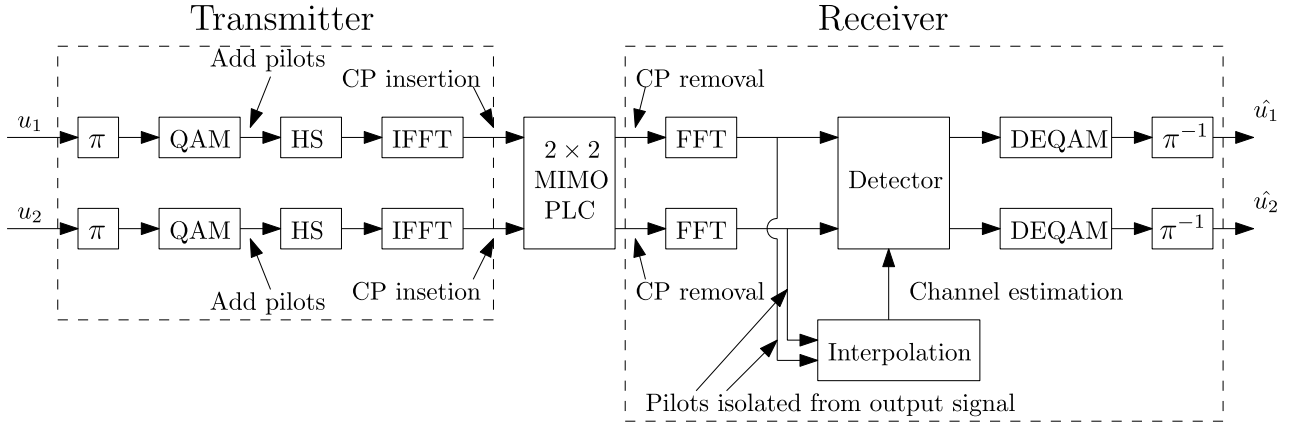 Transmitter
Receiver
Add pilots
CP insertion
CP removal
u₁
π
QAM
HS
IFFT
2 × 2
MIMO
PLC
FFT
Detector
DEQAM
π⁻¹
û₁
u₂
π
QAM
HS
IFFT
FFT
DEQAM
π⁻¹
û₂
Add pilots
CP insetion
CP removal
Channel estimation
Interpolation
Pilots isolated from output signal